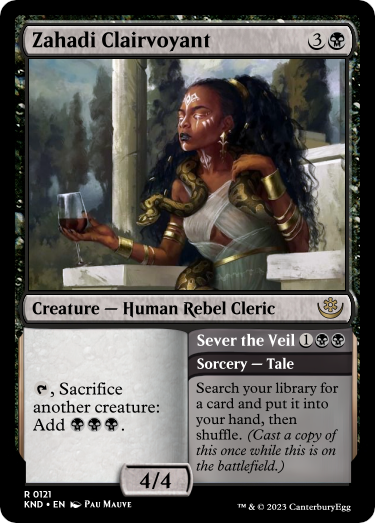 Zahadi Clairvoyant 3
Creature — Human Rebel Cleric
, Sacrifice
another creature:
Add .
Sever the Veil 1
Sorcery — Tale
Search your library for
a card and put it into
your hand, then
shuffle. (Cast a copy of
this once while this is
on the battlefield.)
4/4
R 0121
KND • EN Pau Mauve
™ & © 2023 CanterburyEgg